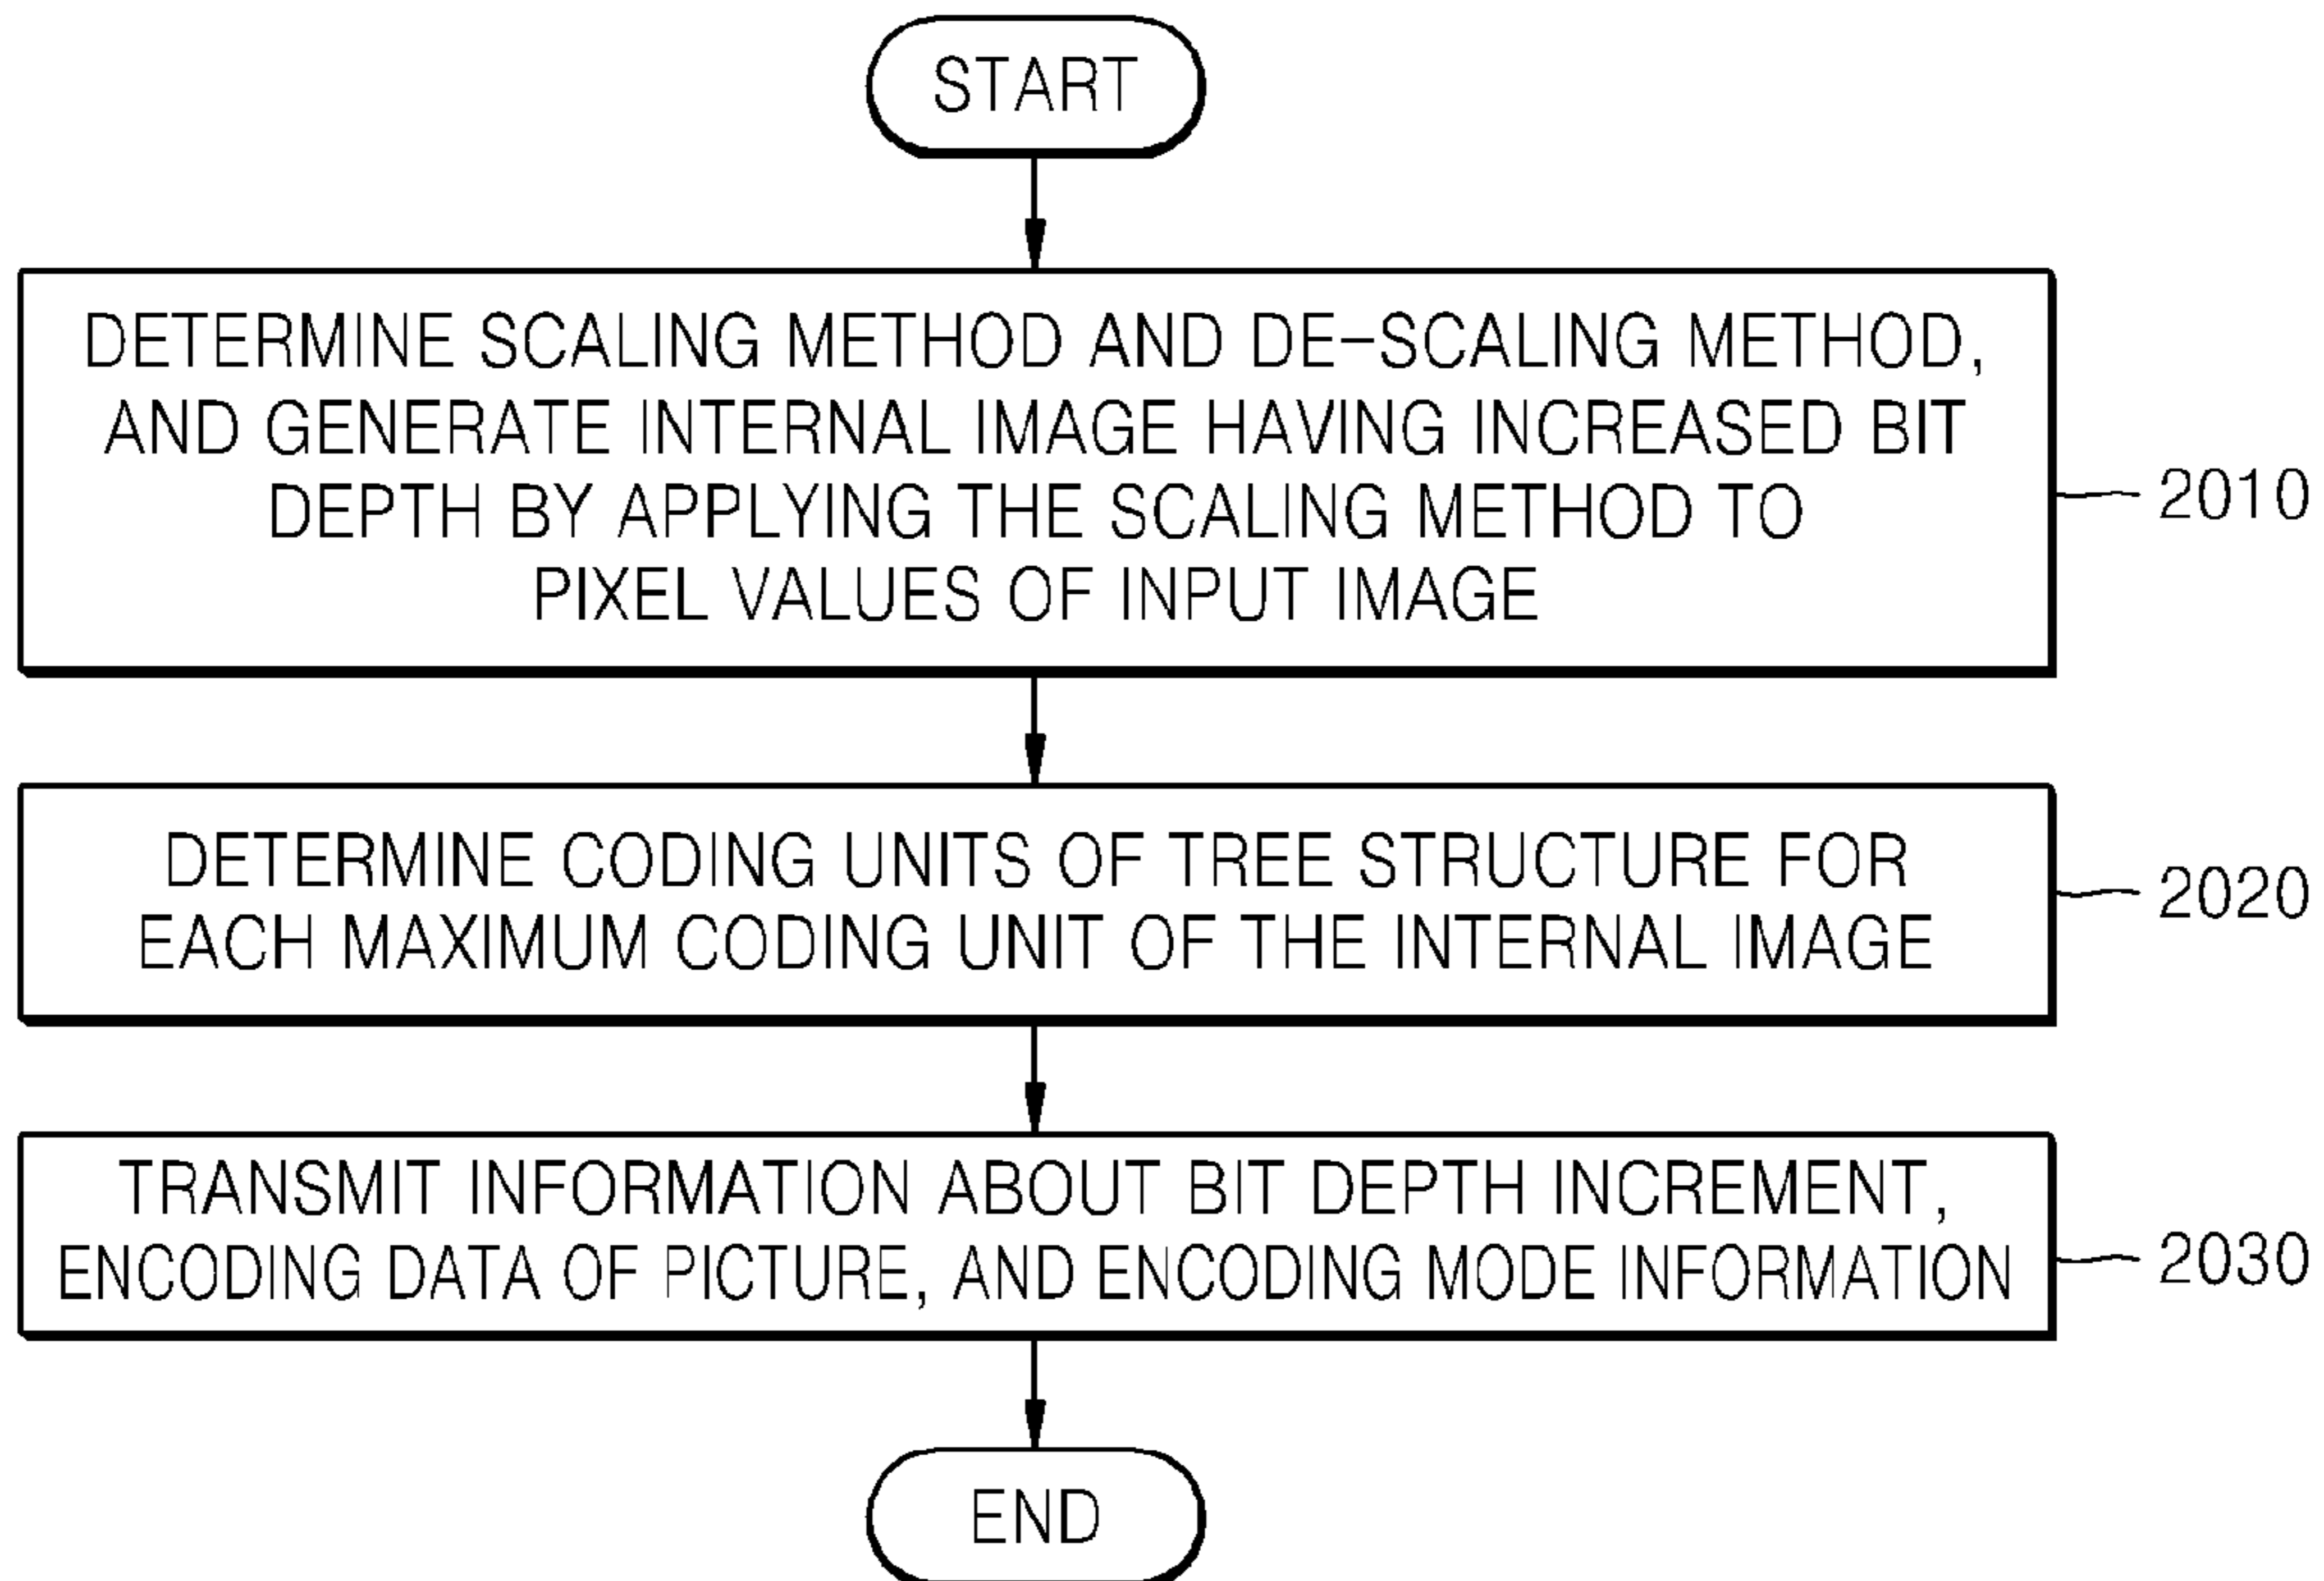 START
DETERMINE SCALING METHOD AND DE-SCALING METHOD,
AND GENERATE INTERNAL IMAGE HAVING INCREASED BIT
DEPTH BY APPLYING THE SCALING METHOD TO
PIXEL VALUES OF INPUT IMAGE
2010
DETERMINE CODING UNITS OF TREE STRUCTURE FOR
EACH MAXIMUM CODING UNIT OF THE INTERNAL IMAGE
2020
TRANSMIT INFORMATION ABOUT BIT DEPTH INCREMENT,
ENCODING DATA OF PICTURE, AND ENCODING MODE INFORMATION
2030
END